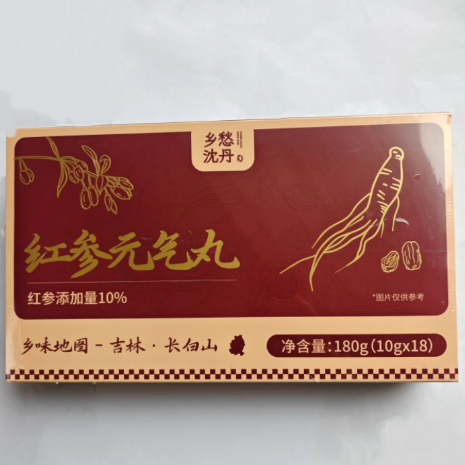 乡愁
沈丹
红参元气丸
红参添加量10%
*图片仅供参考
乡味地图-吉林·长白山
净含量：180g(10gx18)